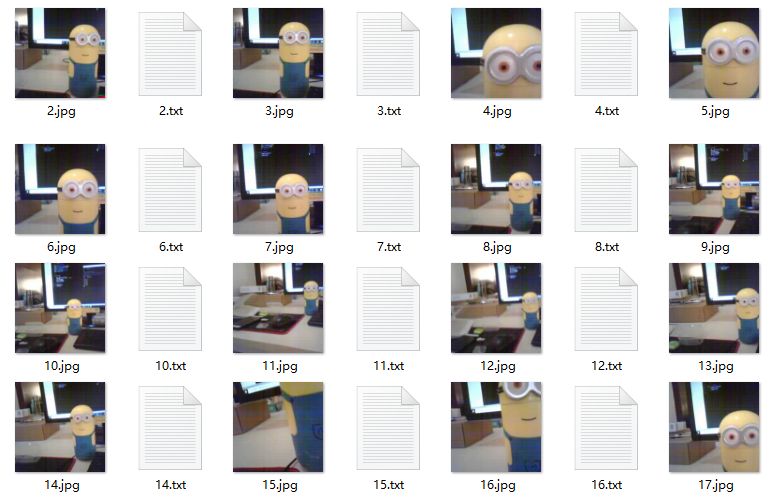 2.jpg 2.txt 3.jpg 3.txt 4.jpg 4.txt 5.jpg
6.jpg 6.txt 7.jpg 7.txt 8.jpg 8.txt 9.jpg
10.jpg 10.txt 11.jpg 11.txt 12.jpg 12.txt 13.jpg
14.jpg 14.txt 15.jpg 15.txt 16.jpg 16.txt 17.jpg